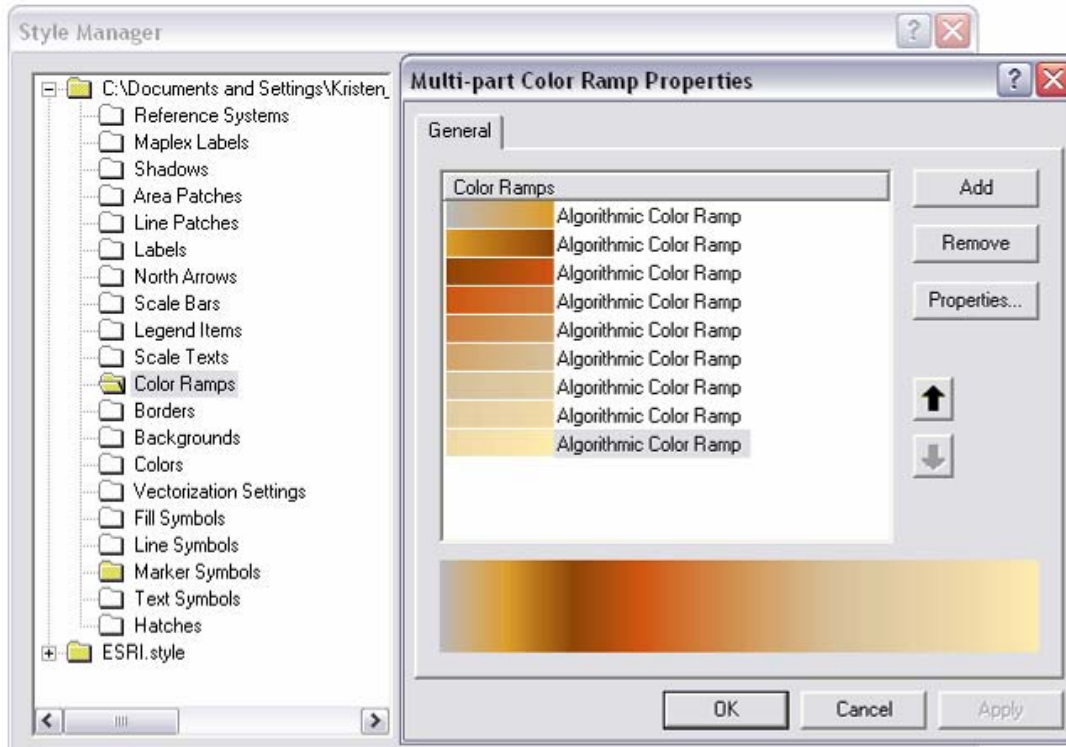 Style Manager
C:\Documents and Settings\Kristen_
Reference Systems
Maplex Labels
Shadows
Area Patches
Line Patches
Labels
North Arrows
Scale Bars
Legend Items
Scale Texts
Color Ramps
Borders
Backgrounds
Colors
Vectorization Settings
Fill Symbols
Line Symbols
Marker Symbols
Text Symbols
Hatches
ESRI.style
Multi-part Color Ramp Properties
General
Color Ramps
Algorithmic Color Ramp
Algorithmic Color Ramp
Algorithmic Color Ramp
Algorithmic Color Ramp
Algorithmic Color Ramp
Algorithmic Color Ramp
Algorithmic Color Ramp
Algorithmic Color Ramp
Algorithmic Color Ramp
Add
Remove
Properties...
OK
Cancel
Apply